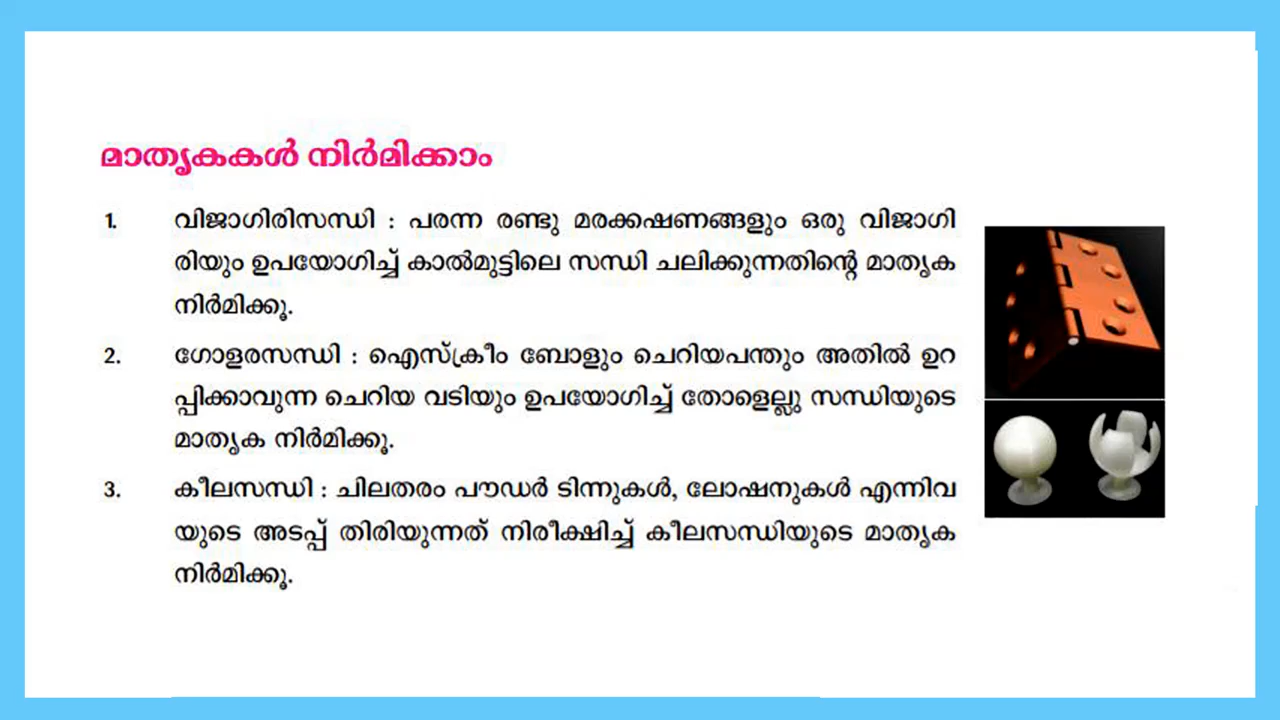 മാതൃകകൾ നിർമിക്കാം
1. വിജാഗിരിസന്ധി : പരന്ന രണ്ടു മരക്കഷണങ്ങളും ഒരു വിജാഗി
രിയും ഉപയോഗിച്ച് കാൽമുട്ടിലെ സന്ധി ചലിക്കുന്നതിന്റെ മാതൃക
നിർമിക്കൂ.
2. ഗോളരസന്ധി : ഐസ്ക്രീം ബോളും ചെറിയപന്തും അതിൽ ഉറ
പ്പിക്കാവുന്ന ചെറിയ വടിയും ഉപയോഗിച്ച് തോളെല്ലു സന്ധിയുടെ
മാതൃക നിർമിക്കൂ.
3. കീലസന്ധി : ചിലതരം പൗഡർ ടിന്നുകൾ, ലോഷനുകൾ എന്നിവ
യുടെ അടപ്പ് തിരിയുന്നത് നിരീക്ഷിച്ച് കീലസന്ധിയുടെ മാതൃക
നിർമിക്കൂ.